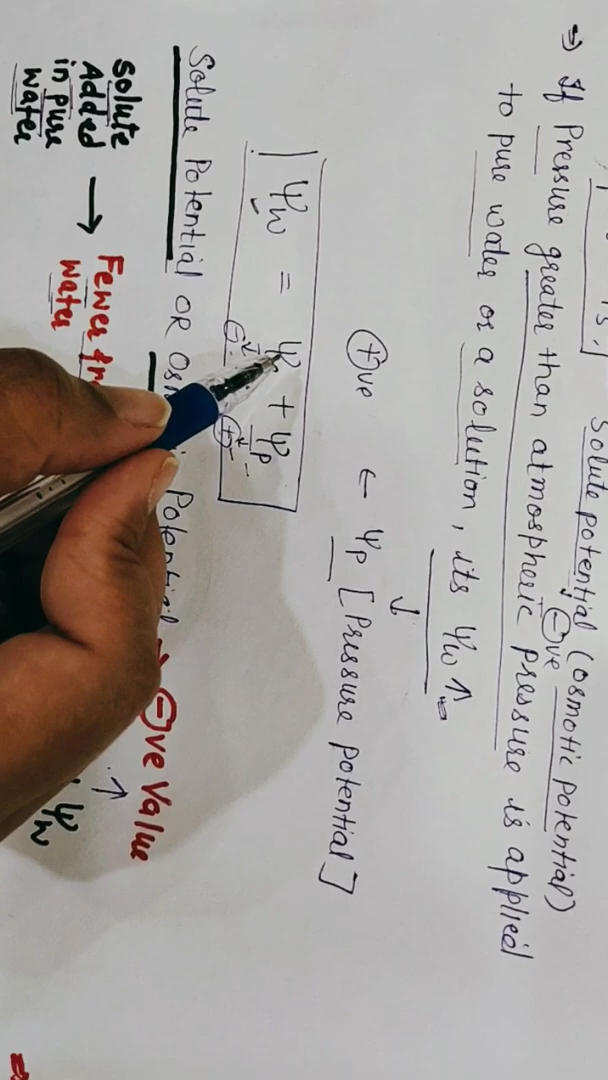 Solute potential (osmotic potential)
⊖ve
⇒ If Pressure greater than atmospheric pressure is applied
to pure water or a solution, its Ψw ↑
⊕ve ← Ψp [Pressure potential]
Ψw = Ψ + Ψp
⊖ ⊕
Solute Potential OR Potential → ⊖ve Value
Solute
Added
in pure
water
→ Fewer
water
Ψw